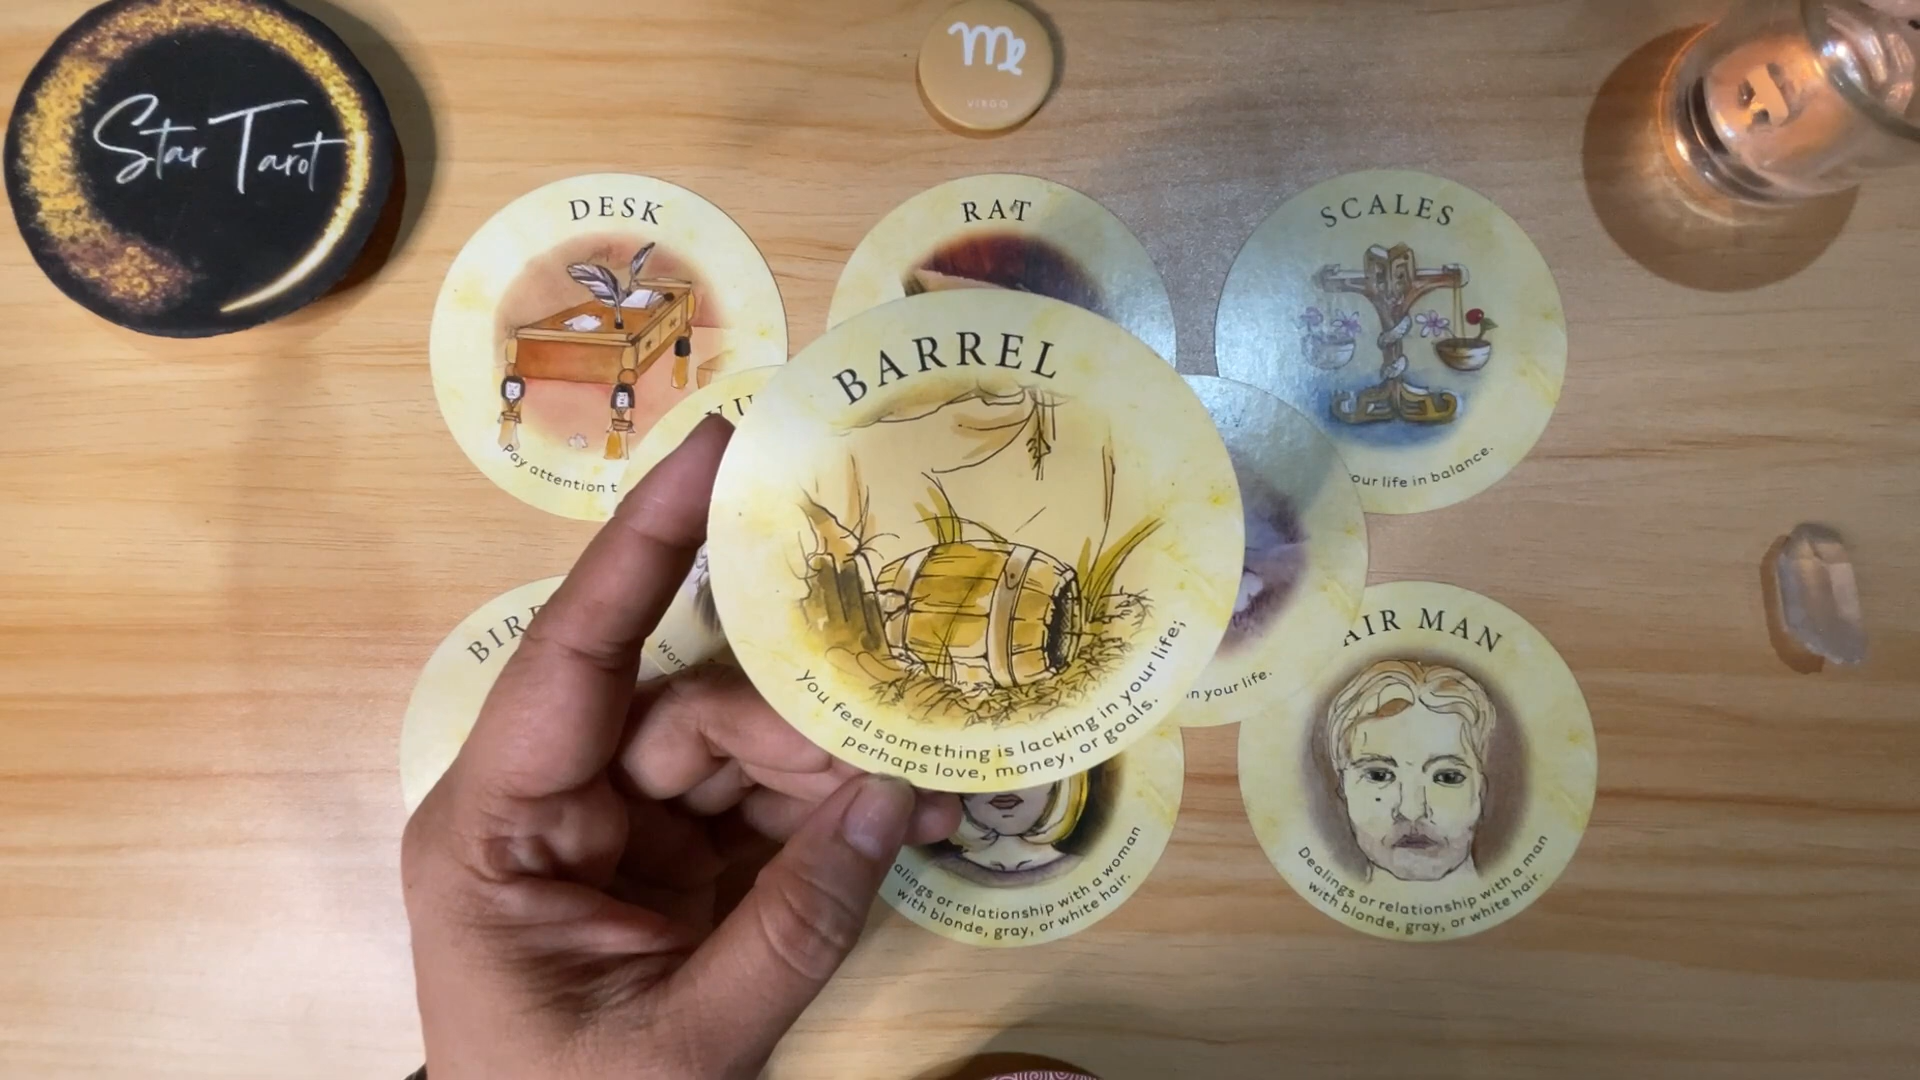 Star Tarot
VIRGO
DESK
Pay attention t
RAT
SCALES
our life in balance.
BARREL
You feel something is lacking in your life;
perhaps love, money, or goals.
in your life.
AIR MAN
Dealings or relationship with a man
with blonde, gray, or white hair.
alings or relationship with a woman
with blonde, gray, or white hair.